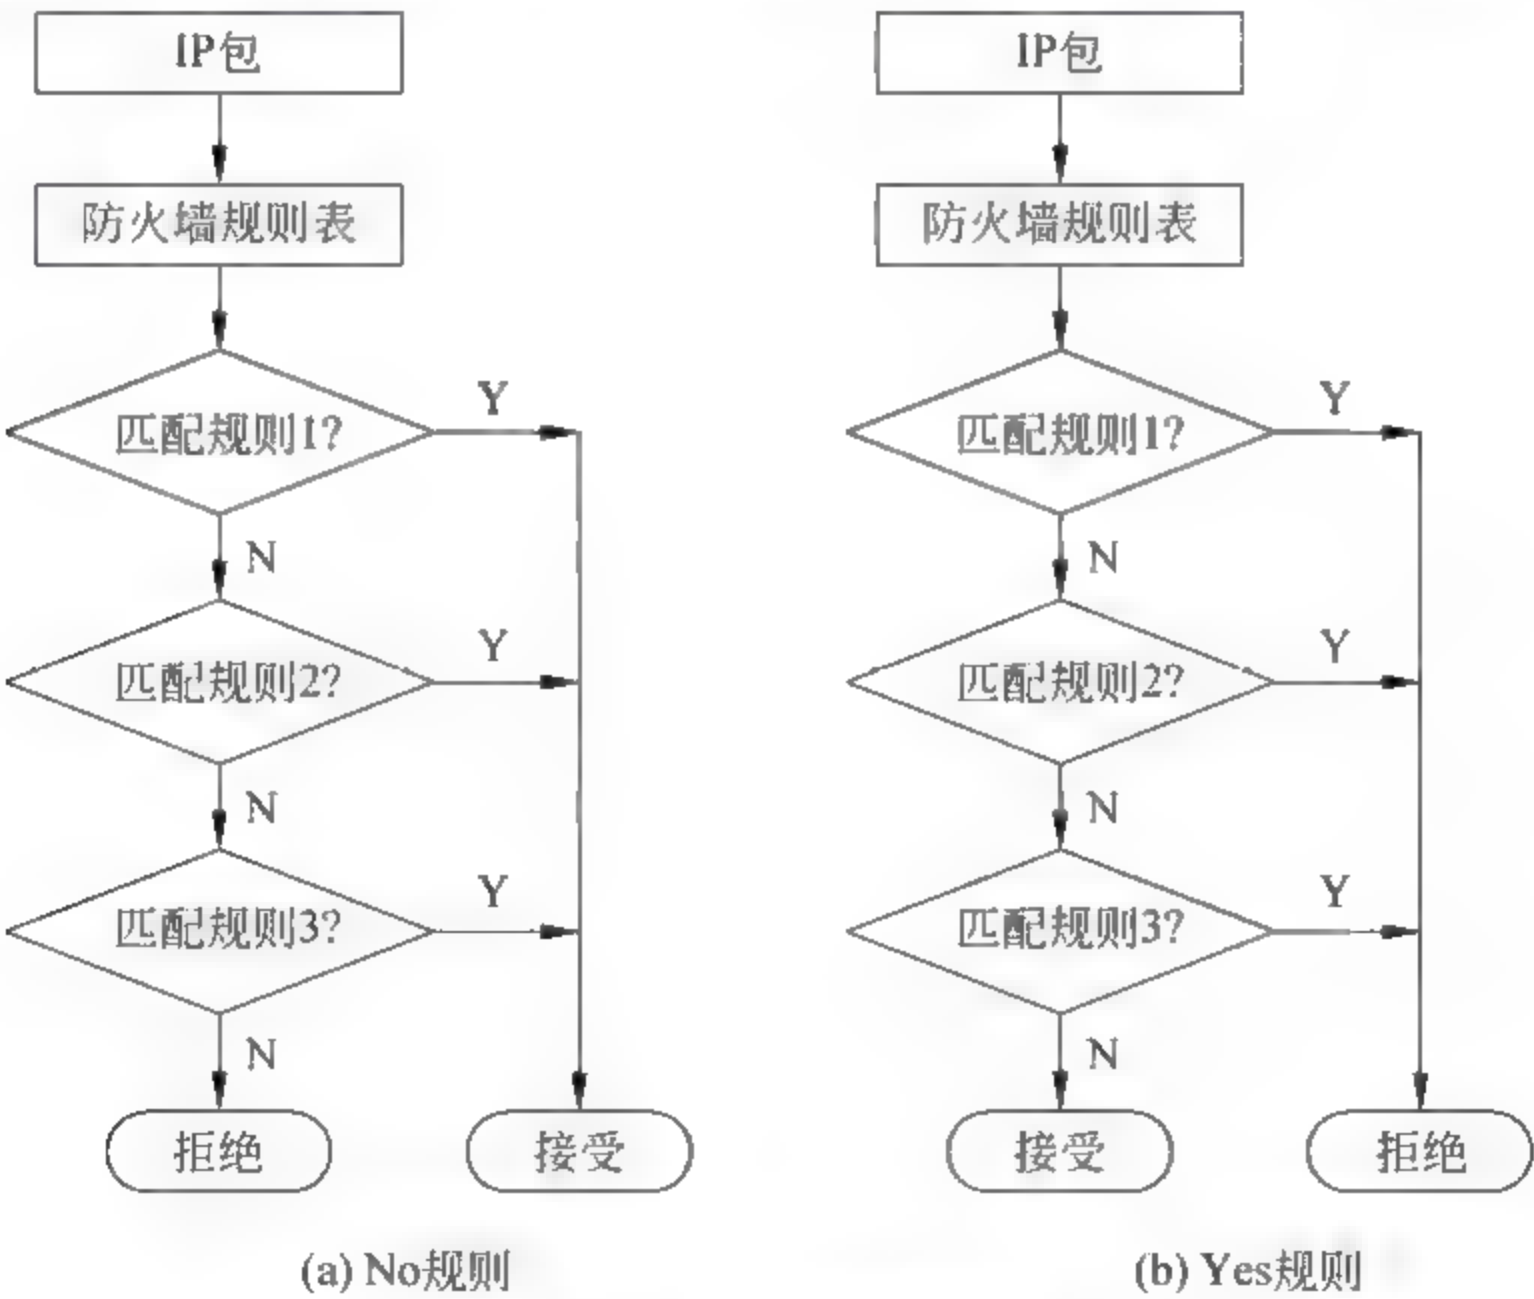 IP包
防火墙规则表
匹配规则1?
Y
N
匹配规则2?
Y
N
匹配规则3?
Y
N
拒绝
接受
(a) No规则
IP包
防火墙规则表
匹配规则1?
Y
N
匹配规则2?
Y
N
匹配规则3?
Y
N
接受
拒绝
(b) Yes规则